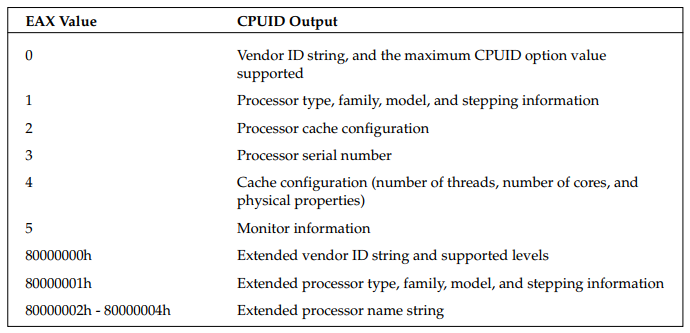 EAX Value CPUID Output
0 Vendor ID string, and the maximum CPUID option value
supported
1 Processor type, family, model, and stepping information
2 Processor cache configuration
3 Processor serial number
4 Cache configuration (number of threads, number of cores, and
physical properties)
5 Monitor information
80000000h Extended vendor ID string and supported levels
80000001h Extended processor type, family, model, and stepping information
80000002h - 80000004h Extended processor name string